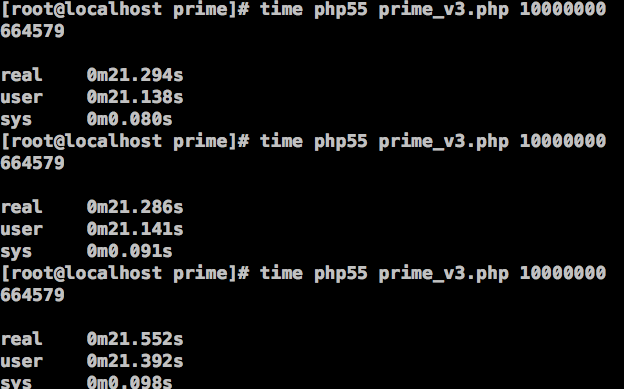 [root@localhost prime]# time php55 prime_v3.php 10000000
664579
real 0m21.294s
user 0m21.138s
sys 0m0.080s
[root@localhost prime]# time php55 prime_v3.php 10000000
664579
real 0m21.286s
user 0m21.141s
sys 0m0.091s
[root@localhost prime]# time php55 prime_v3.php 10000000
664579
real 0m21.552s
user 0m21.392s
sys 0m0.098s